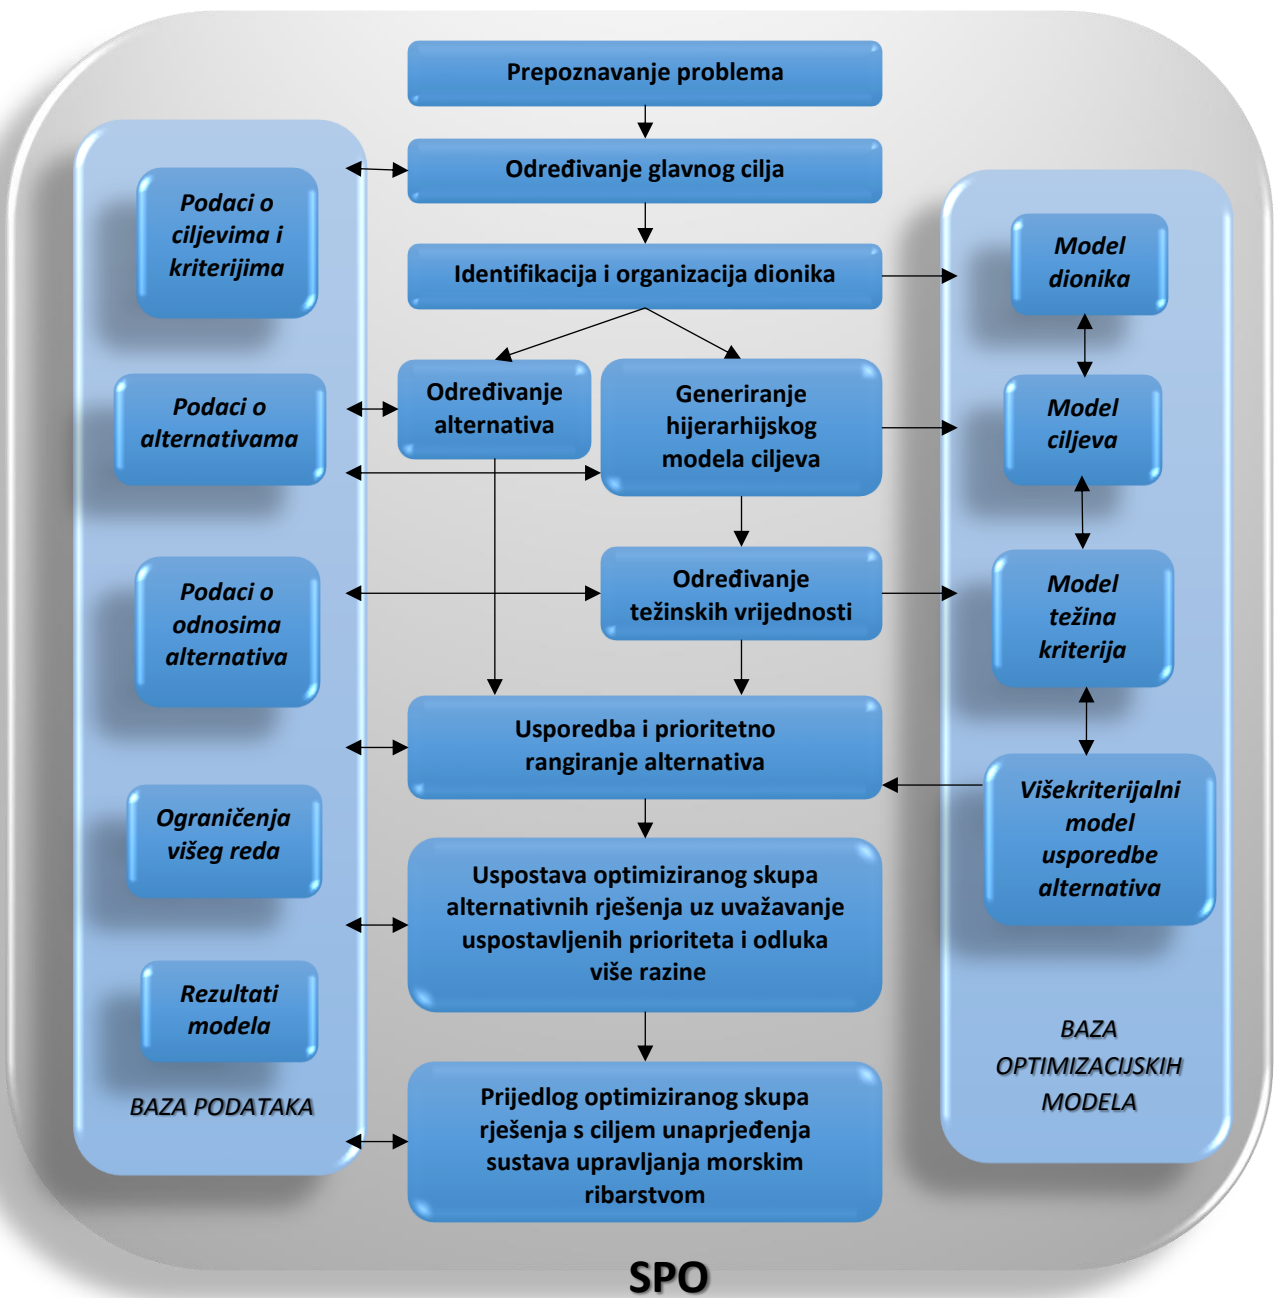 Prepoznavanje problema
Određivanje glavnog cilja
Identifikacija i organizacija dionika
Određivanje
alternativa
Generiranje
hijerarhijskog
modela ciljeva
Određivanje
težinskih vrijednosti
Usporedba i prioritetno
rangiranje alternativa
Uspostava optimiziranog skupa
alternativnih rješenja uz uvažavanje
uspostavljenih prioriteta i odluka
više razine
Prijedlog optimiziranog skupa
rješenja s ciljem unaprjeđenja
sustava upravljanja morskim
ribarstvom
Podaci o
ciljevima i
kriterijima
Podaci o
alternativama
Podaci o
odnosima
alternativa
Ograničenja
višeg reda
Rezultati
modela
BAZA PODATAKA
Model
dionika
Model
ciljeva
Model
težina
kriterija
Višekriterijalni
model
usporedbe
alternativa
BAZA
OPTIMIZACIJSKIH
MODELA
SPO